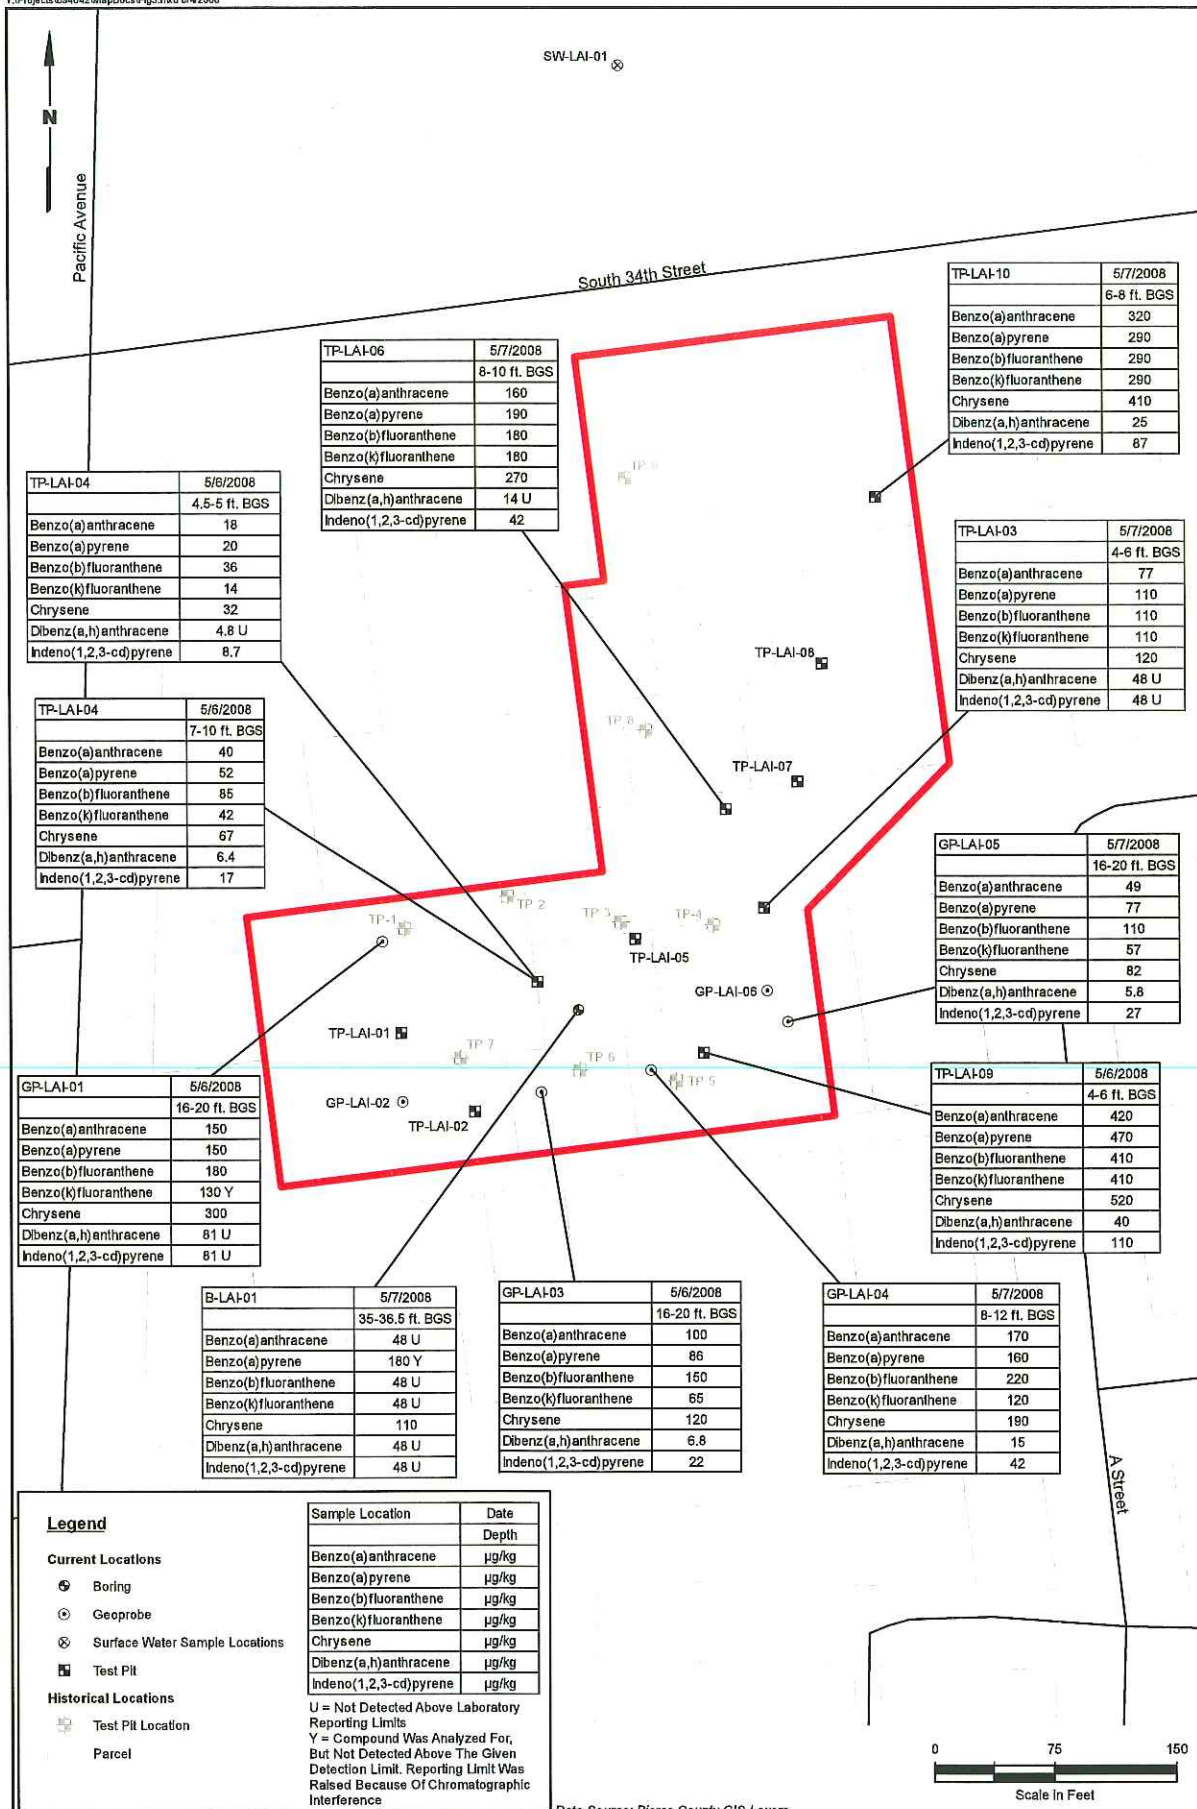 SW-LAI-01
N
Pacific Avenue
South 34th Street
TP-LAI-10 5/7/2008
6-8 ft. BGS
Benzo(a)anthracene 320
Benzo(a)pyrene 290
Benzo(b)fluoranthene 290
Benzo(k)fluoranthene 290
Chrysene 410
Dibenz(a,h)anthracene 25
Indeno(1,2,3-cd)pyrene 87
TP-LAI-06 5/7/2008
8-10 ft. BGS
Benzo(a)anthracene 160
Benzo(a)pyrene 190
Benzo(b)fluoranthene 180
Benzo(k)fluoranthene 180
Chrysene 270
Dibenz(a,h)anthracene 14 U
Indeno(1,2,3-cd)pyrene 42
TP-LAI-04 5/6/2008
4.5-5 ft. BGS
Benzo(a)anthracene 18
Benzo(a)pyrene 20
Benzo(b)fluoranthene 36
Benzo(k)fluoranthene 14
Chrysene 32
Dibenz(a,h)anthracene 4.8 U
Indeno(1,2,3-cd)pyrene 8.7
TP-LAI-03 5/7/2008
4-6 ft. BGS
Benzo(a)anthracene 77
Benzo(a)pyrene 110
Benzo(b)fluoranthene 110
Benzo(k)fluoranthene 110
Chrysene 120
Dibenz(a,h)anthracene 48 U
Indeno(1,2,3-cd)pyrene 48 U
TP-LAI-08
TP-LAI-04 5/6/2008
7-10 ft. BGS
Benzo(a)anthracene 40
Benzo(a)pyrene 52
Benzo(b)fluoranthene 85
Benzo(k)fluoranthene 42
Chrysene 67
Dibenz(a,h)anthracene 6.4
Indeno(1,2,3-cd)pyrene 17
TP 8
TP-LAI-07
GP-LAI-05 5/7/2008
16-20 ft. BGS
Benzo(a)anthracene 49
Benzo(a)pyrene 77
Benzo(b)fluoranthene 110
Benzo(k)fluoranthene 57
Chrysene 82
Dibenz(a,h)anthracene 5.8
Indeno(1,2,3-cd)pyrene 27
TP-1
TP 2
TP 3
TP-4
TP-LAI-05
GP-LAI-06
TP-LAI-01
TP 7
TP 6
TP 5
GP-LAI-02
TP-LAI-02
GP-LAI-01 5/6/2008
16-20 ft. BGS
Benzo(a)anthracene 150
Benzo(a)pyrene 150
Benzo(b)fluoranthene 180
Benzo(k)fluoranthene 130 Y
Chrysene 300
Dibenz(a,h)anthracene 81 U
Indeno(1,2,3-cd)pyrene 81 U
TP-LAI-09 5/6/2008
4-6 ft. BGS
Benzo(a)anthracene 420
Benzo(a)pyrene 470
Benzo(b)fluoranthene 410
Benzo(k)fluoranthene 410
Chrysene 520
Dibenz(a,h)anthracene 40
Indeno(1,2,3-cd)pyrene 110
B-LAI-01 5/7/2008
35-36.5 ft. BGS
Benzo(a)anthracene 48 U
Benzo(a)pyrene 180 Y
Benzo(b)fluoranthene 48 U
Benzo(k)fluoranthene 48 U
Chrysene 110
Dibenz(a,h)anthracene 48 U
Indeno(1,2,3-cd)pyrene 48 U
GP-LAI-03 5/6/2008
16-20 ft. BGS
Benzo(a)anthracene 100
Benzo(a)pyrene 86
Benzo(b)fluoranthene 150
Benzo(k)fluoranthene 65
Chrysene 120
Dibenz(a,h)anthracene 6.8
Indeno(1,2,3-cd)pyrene 22
GP-LAI-04 5/7/2008
8-12 ft. BGS
Benzo(a)anthracene 170
Benzo(a)pyrene 160
Benzo(b)fluoranthene 220
Benzo(k)fluoranthene 120
Chrysene 190
Dibenz(a,h)anthracene 15
Indeno(1,2,3-cd)pyrene 42
A Street
Legend
Current Locations
Boring
Geoprobe
Surface Water Sample Locations
Test Pit
Historical Locations
Test Pit Location
Parcel
Sample Location Date
Depth
Benzo(a)anthracene µg/kg
Benzo(a)pyrene µg/kg
Benzo(b)fluoranthene µg/kg
Benzo(k)fluoranthene µg/kg
Chrysene µg/kg
Dibenz(a,h)anthracene µg/kg
Indeno(1,2,3-cd)pyrene µg/kg
U = Not Detected Above Laboratory
Reporting Limits
Y = Compound Was Analyzed For,
But Not Detected Above The Given
Detection Limit. Reporting Limit Was
Raised Because Of Chromatographic
Interference
0 75 150
Scale in Feet
Data Source: Pierce County GIS Layers